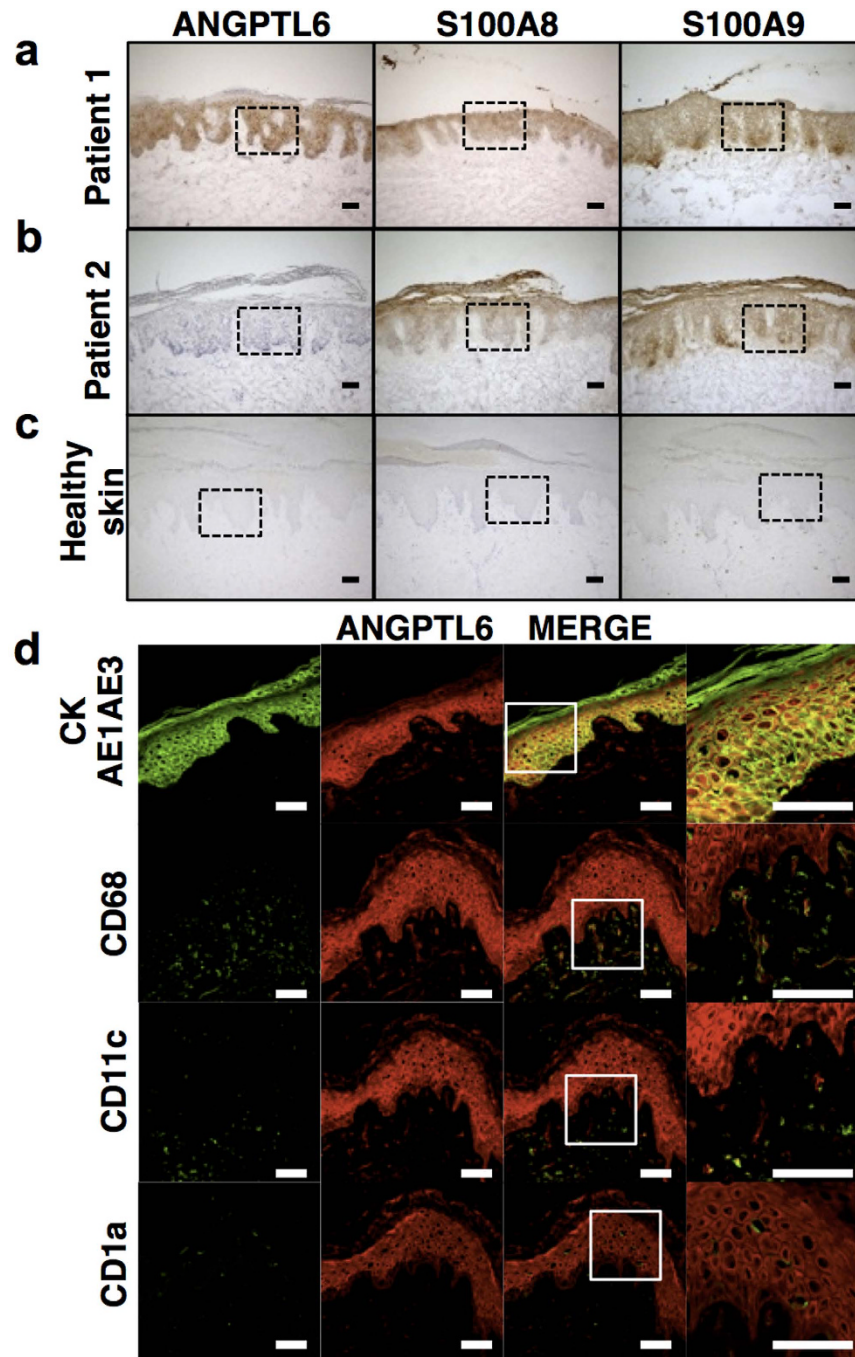 ANGPTL6 S100A8 S100A9
a
Patient 1
b
Patient 2
c
Healthy
skin
ANGPTL6 MERGE
d
CK
AE1AE3
CD68
CD11c
CD1a